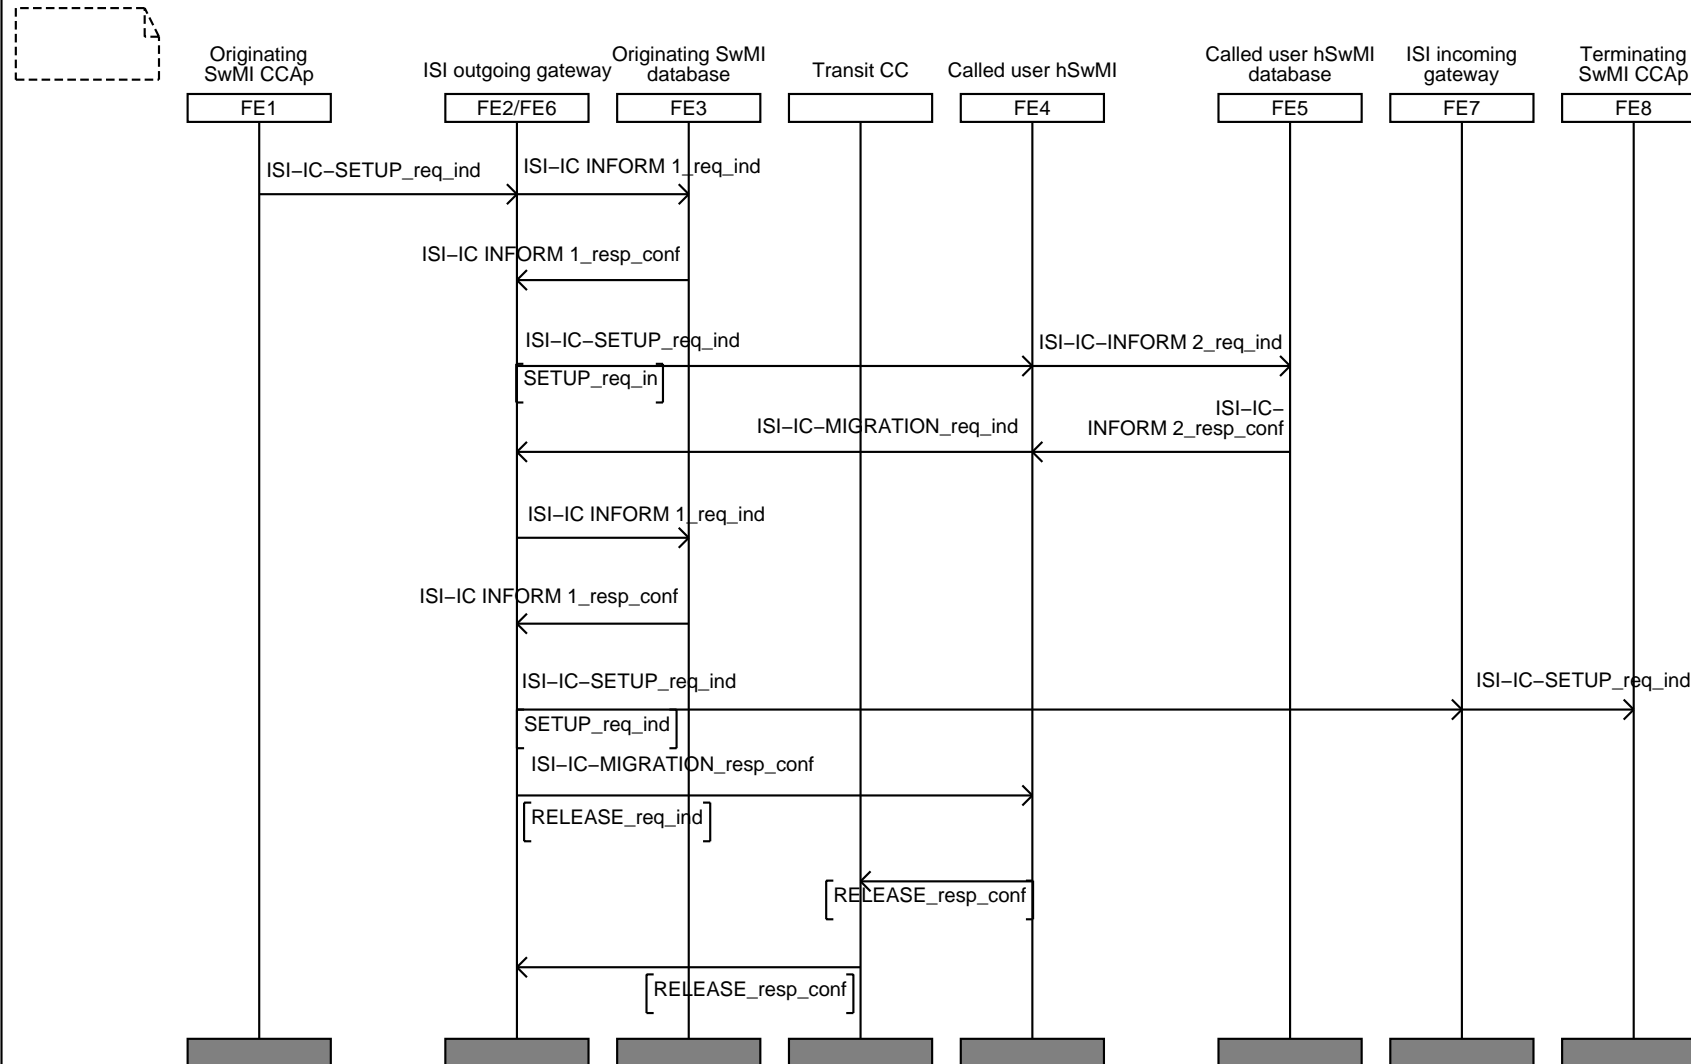 Originating
SwMI CCAp
ISI outgoing gateway
Originating SwMI
database
Transit CC
Called user hSwMI
Called user hSwMI
database
ISI incoming
gateway
Terminating
SwMI CCAp
FE1
FE2/FE6
FE3
FE4
FE5
FE7
FE8
ISI–IC–SETUP_req_ind
ISI–IC INFORM 1_req_ind
ISI–IC INFORM 1_resp_conf
ISI–IC–SETUP_req_ind
ISI–IC–INFORM 2_req_ind
SETUP_req_in
ISI–IC–MIGRATION_req_ind
ISI–IC–
INFORM 2_resp_conf
ISI–IC INFORM 1_req_ind
ISI–IC INFORM 1_resp_conf
ISI–IC–SETUP_req_ind
ISI–IC–SETUP_req_ind
SETUP_req_ind
ISI–IC–MIGRATION_resp_conf
RELEASE_req_ind
RELEASE_resp_conf
RELEASE_resp_conf